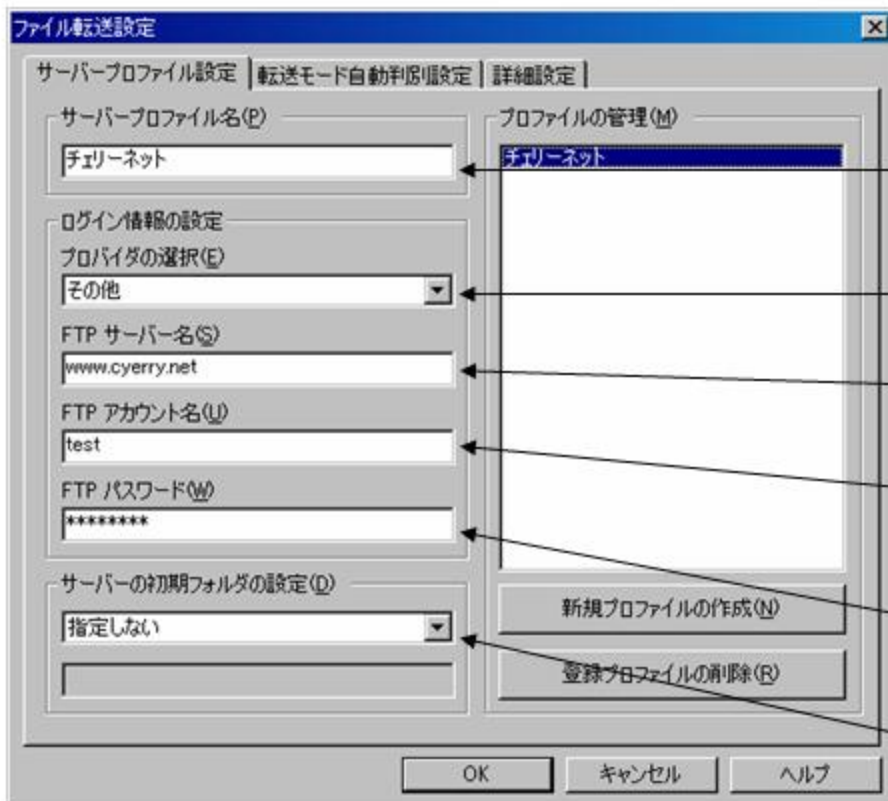 ファイル転送設定
サーバープロファイル設定
転送モード自動判別設定
詳細設定
サーバープロファイル名(P)
チェリーネット
ログイン情報の設定
プロバイダの選択(E)
その他
FTP サーバー名(S)
www.cyerry.net
FTP アカウント名(U)
test
FTP パスワード(W)
********
サーバーの初期フォルダの設定(D)
指定しない
プロファイルの管理(M)
チェリーネット
新規プロファイルの作成(N)
登録プロファイルの削除(R)
OK
キャンセル
ヘルプ